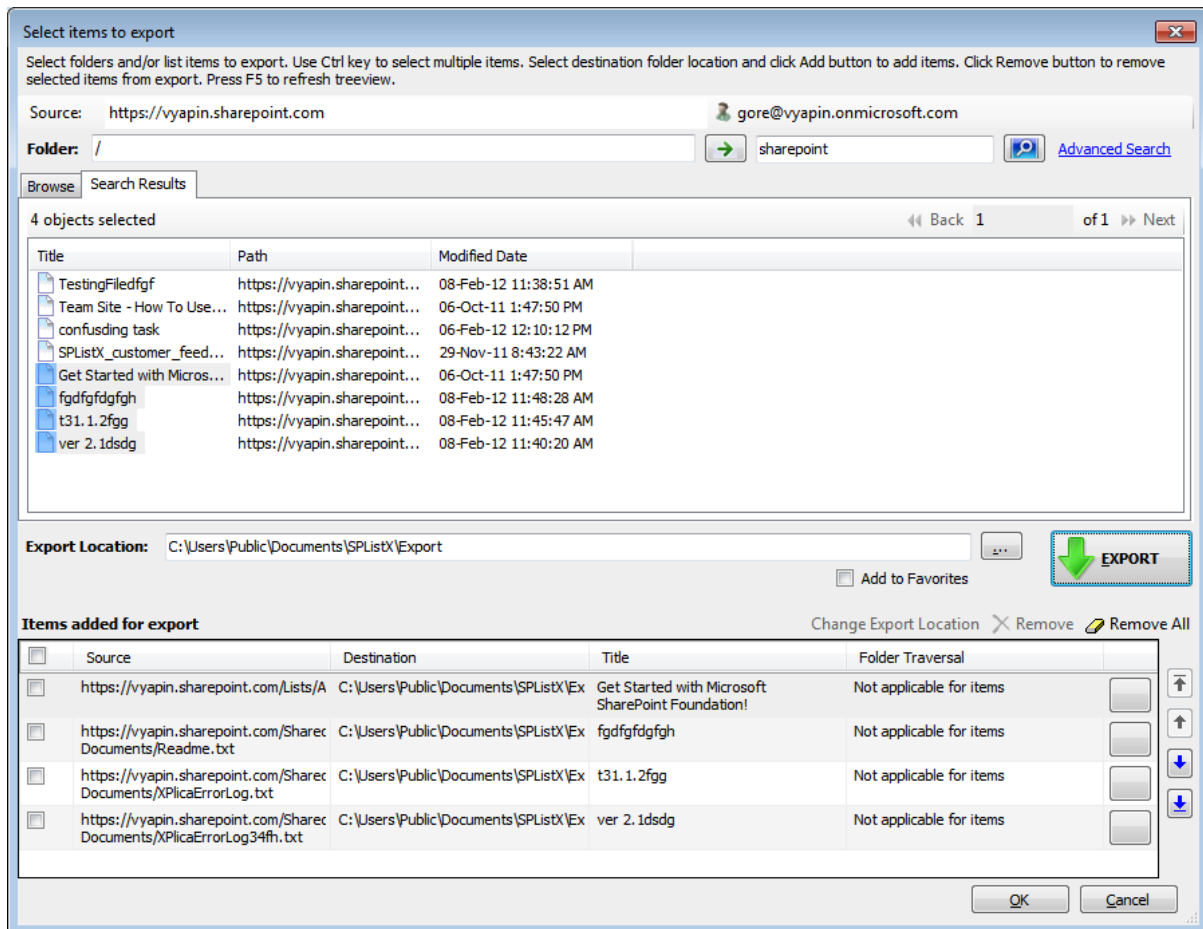 Select items to export
Select folders and/or list items to export. Use Ctrl key to select multiple items. Select destination folder location and click Add button to add items. Click Remove button to remove
selected items from export. Press F5 to refresh treeview.
Source: https://vyapin.sharepoint.com gore@vyapin.onmicrosoft.com
Folder: / sharepoint Advanced Search
Browse Search Results
4 objects selected Back 1 of 1 Next
Title Path Modified Date
TestingFiledfgf https://vyapin.sharepoint... 08-Feb-12 11:38:51 AM
Team Site - How To Use... https://vyapin.sharepoint... 06-Oct-11 1:47:50 PM
confusding task https://vyapin.sharepoint... 06-Feb-12 12:10:12 PM
SPListX_customer_feed... https://vyapin.sharepoint... 29-Nov-11 8:43:22 AM
Get Started with Micros... https://vyapin.sharepoint... 06-Oct-11 1:47:50 PM
fgdfgfdgfgh https://vyapin.sharepoint... 08-Feb-12 11:48:28 AM
t31.1.2fgg https://vyapin.sharepoint... 08-Feb-12 11:45:47 AM
ver 2.1dsdg https://vyapin.sharepoint... 08-Feb-12 11:40:20 AM
Export Location: C:\Users\Public\Documents\SPListX\Export ... EXPORT
Add to Favorites
Items added for export Change Export Location Remove Remove All
Source Destination Title Folder Traversal
https://vyapin.sharepoint.com/Lists/A C:\Users\Public\Documents\SPListX\Ex Get Started with Microsoft Not applicable for items
SharePoint Foundation!
https://vyapin.sharepoint.com/Shared C:\Users\Public\Documents\SPListX\Ex fgdfgfdgfgh Not applicable for items
Documents/Readme.txt
https://vyapin.sharepoint.com/Shared C:\Users\Public\Documents\SPListX\Ex t31.1.2fgg Not applicable for items
Documents/XPlicaErrorLog.txt
https://vyapin.sharepoint.com/Shared C:\Users\Public\Documents\SPListX\Ex ver 2.1dsdg Not applicable for items
Documents/XPlicaErrorLog34fh.txt
OK Cancel